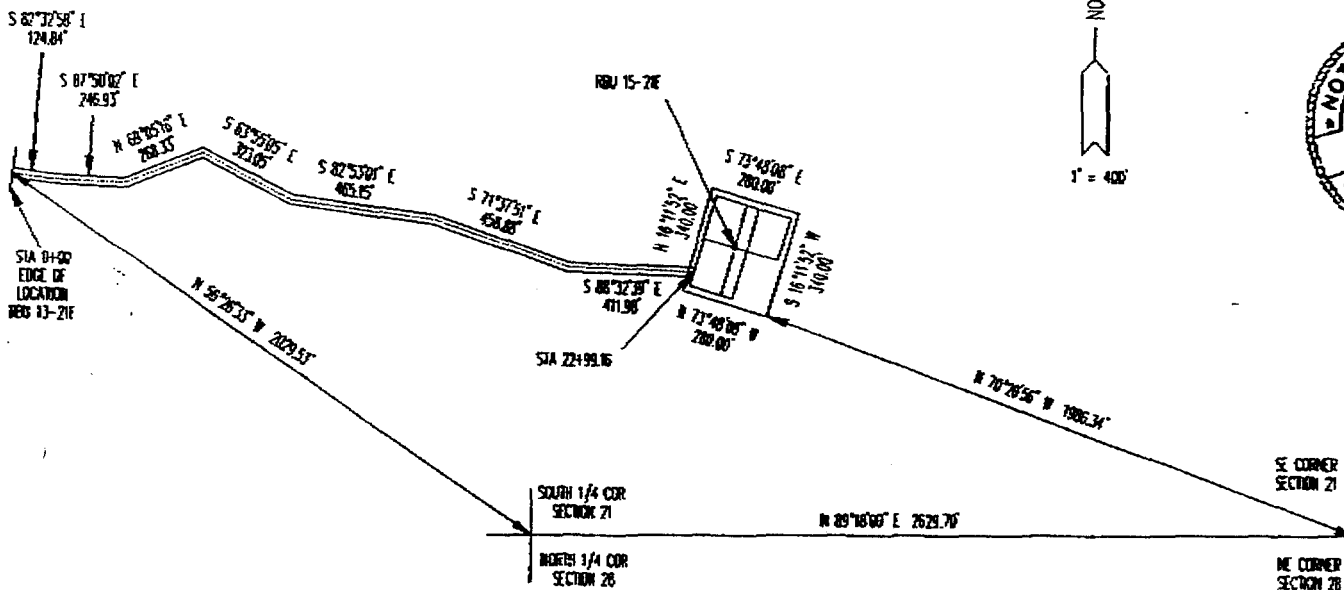 S 82°32'58" E
124.84'
S 87°50'02" E
246.93'
N 69°05'16" E
268.33'
S 63°55'05" E
323.05'
S 82°53'01" E
465.15'
S 71°37'51" E
458.88'
S 88°32'39" E
411.98'
RBU 15-21E
S 73°48'08" E
280.00'
N 16°11'52" E
340.00'
S 16°11'52" W
340.00'
N 73°48'08" W
280.00'
STA 0+00
EDGE OF
LOCATION
13-21E
STA 22+99.16
N 56°26'33" W 2029.53'
N 70°28'56" W 1986.34'
NO
1" = 400'
NO
SOUTH 1/4 COR
SECTION 21
NORTH 1/4 COR
SECTION 28
N 89°18'00" E 2629.70'
SE CORNER
SECTION 21
NE CORNER
SECTION 28